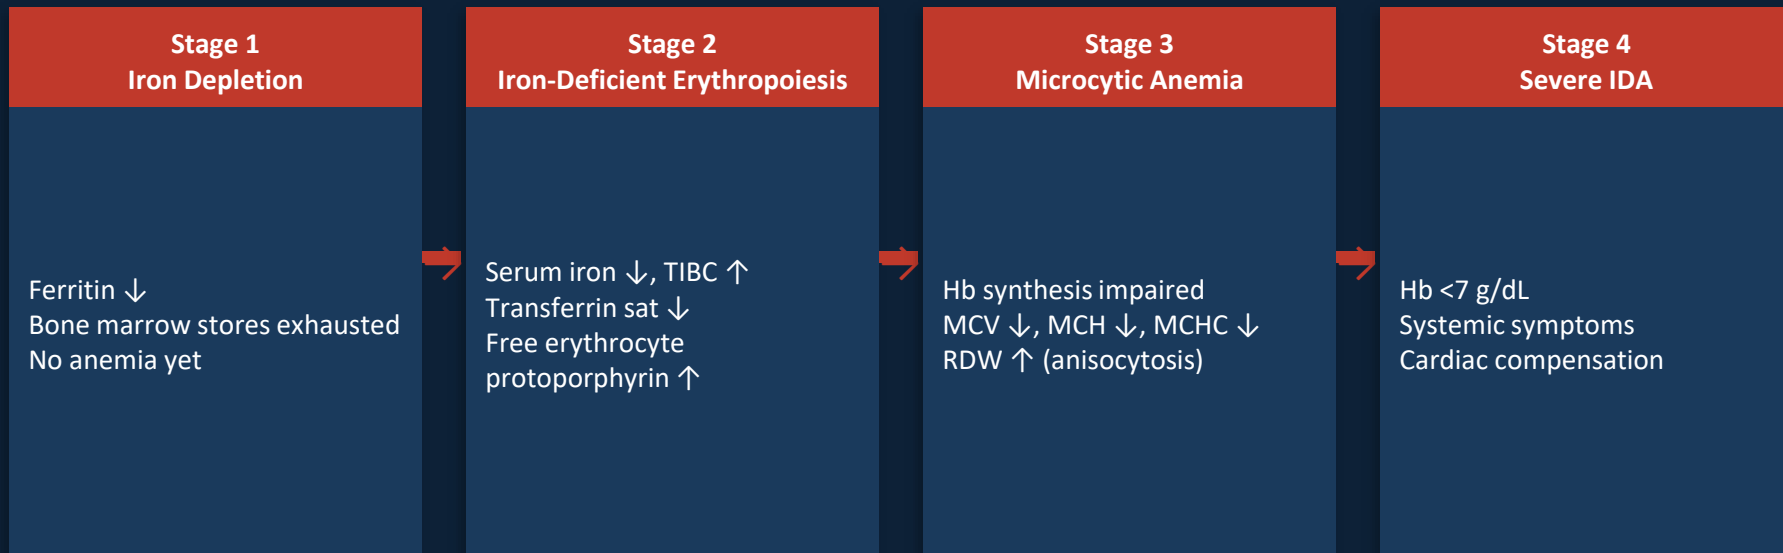 Stage 1
Iron Depletion
Ferritin ↓
Bone marrow stores exhausted
No anemia yet
Stage 2
Iron-Deficient Erythropoiesis
Serum iron ↓, TIBC ↑
Transferrin sat ↓
Free erythrocyte
protoporphyrin ↑
Stage 3
Microcytic Anemia
Hb synthesis impaired
MCV ↓, MCH ↓, MCHC ↓
RDW ↑ (anisocytosis)
Stage 4
Severe IDA
Hb <7 g/dL
Systemic symptoms
Cardiac compensation